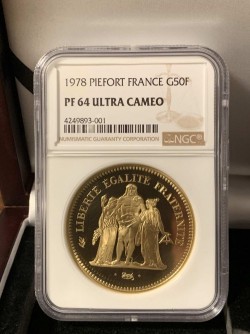 1978 PIEFORT FRANCE G50F
PF 64 ULTRA CAMEO
4249893-001
NUMISMATIC GUARANTY CORPORATION
NGC
LIBERTE EGALITE FRATERNITE